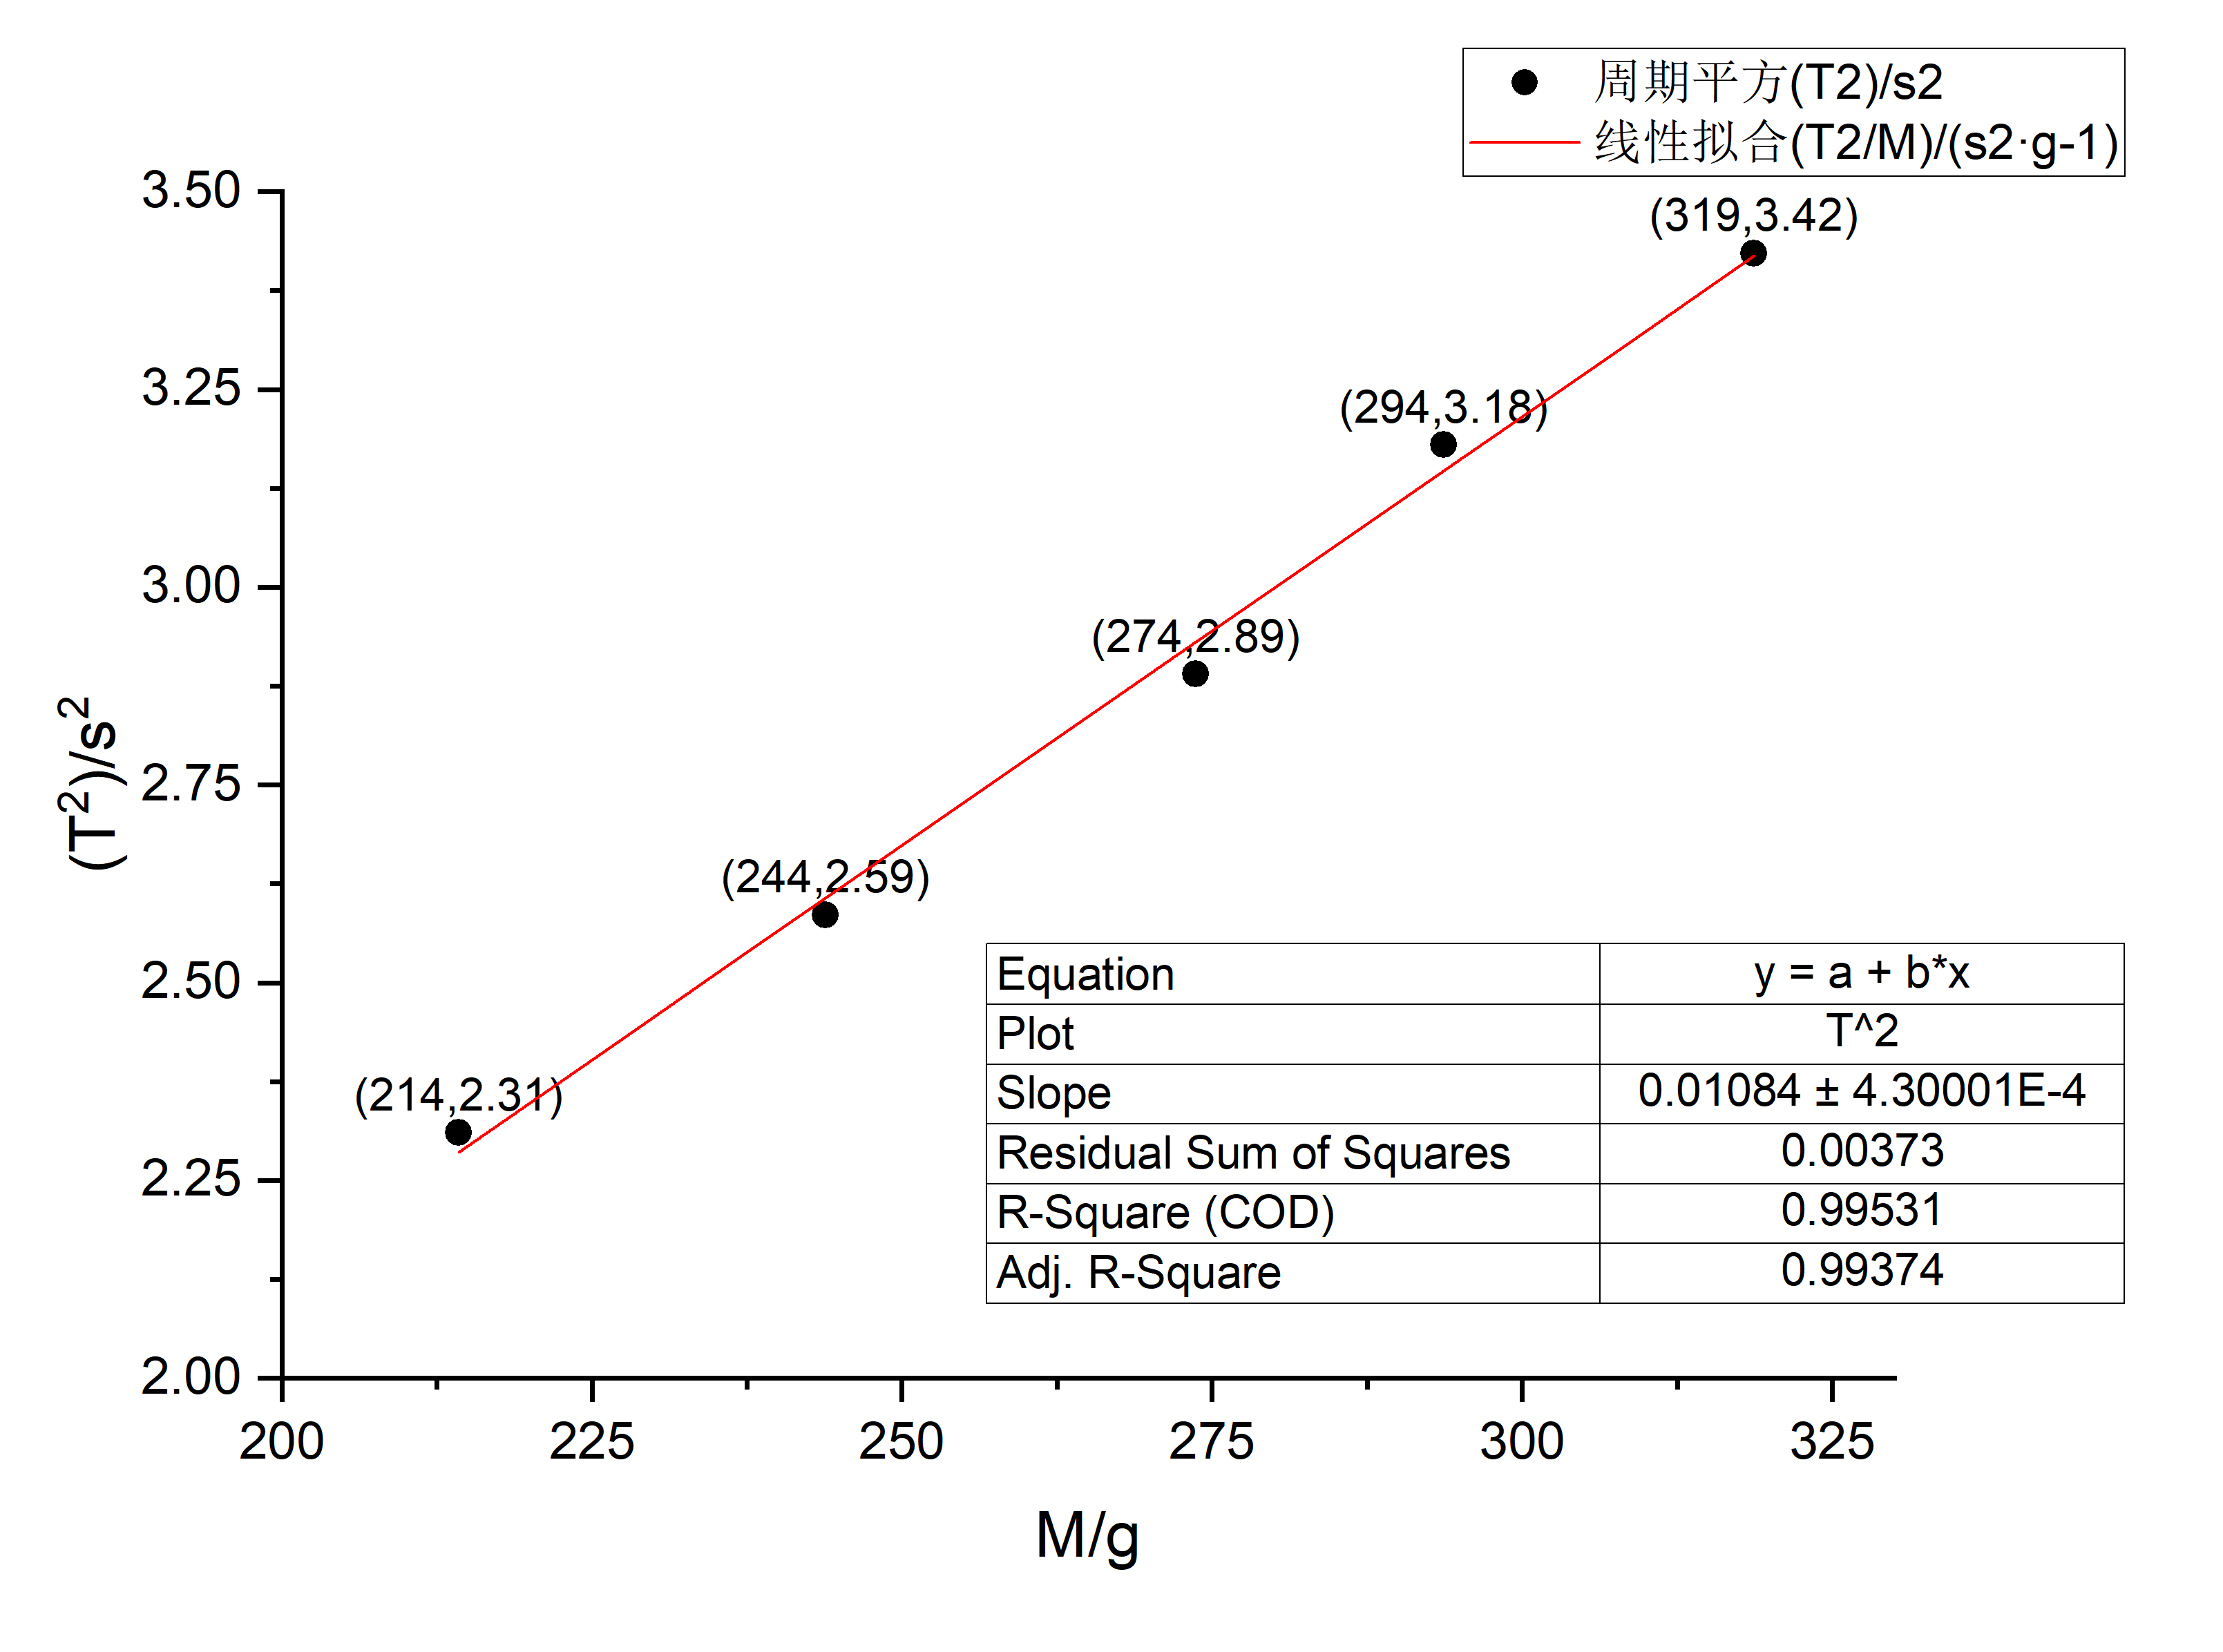 周期平方(T2)/s2
线性拟合(T2/M)/(s2·g-1)
3.50
3.25
3.00
2.75
2.50
2.25
2.00
(T²)/s²
(319,3.42)
(294,3.18)
(274,2.89)
(244,2.59)
(214,2.31)
Equation y = a + b*x
Plot T^2
Slope 0.01084 ± 4.30001E-4
Residual Sum of Squares 0.00373
R-Square (COD) 0.99531
Adj. R-Square 0.99374
200 225 250 275 300 325
M/g